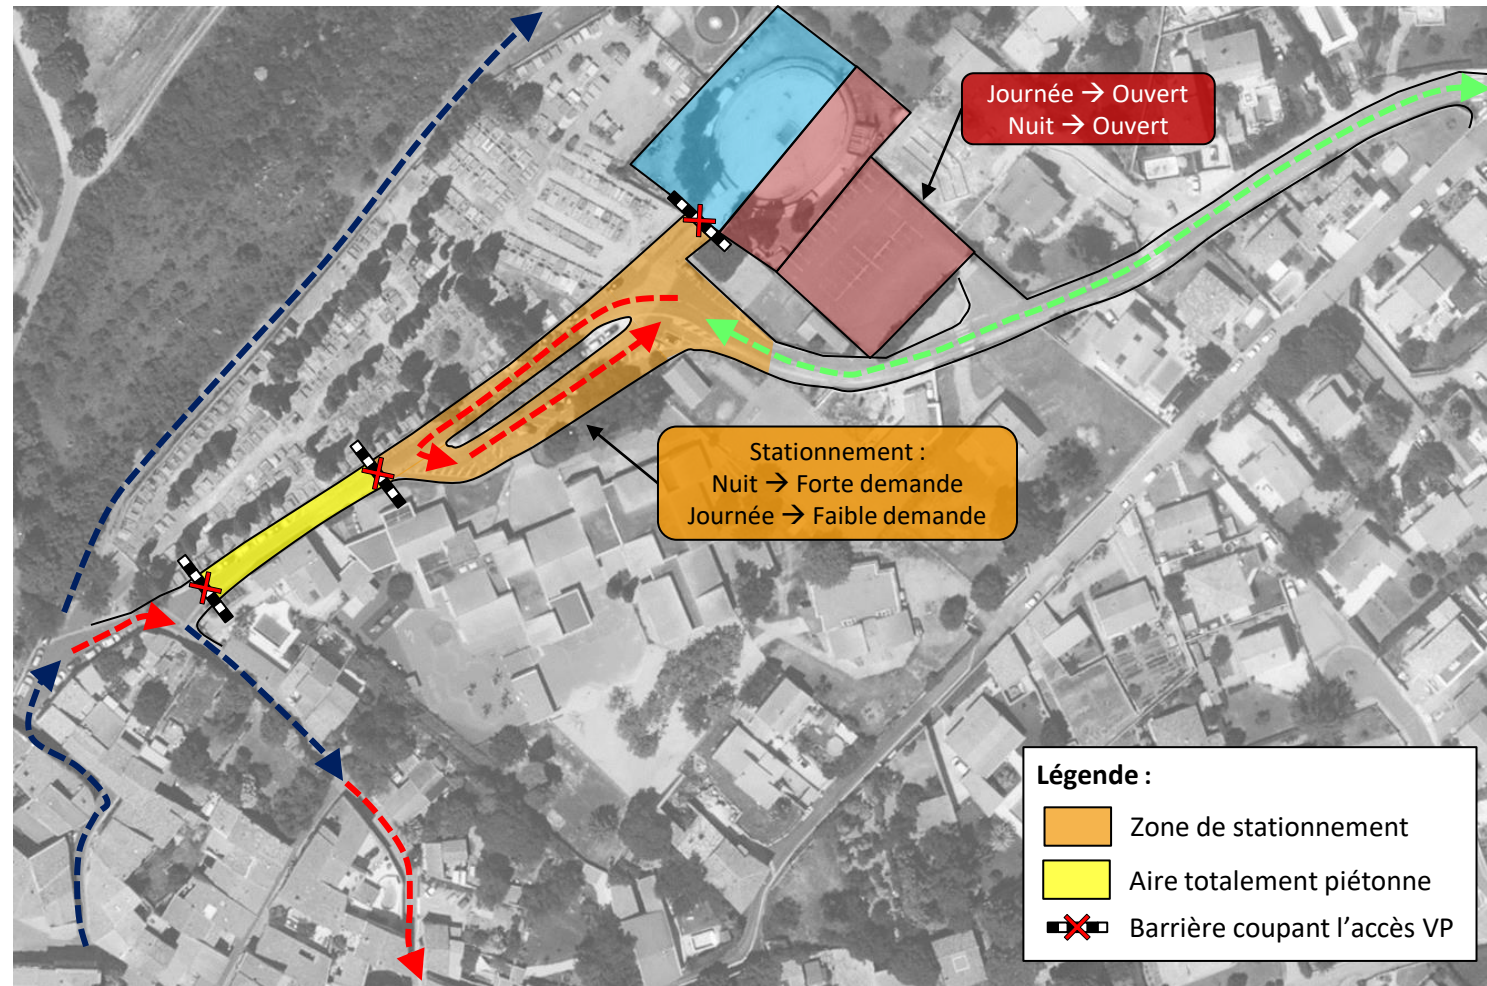 Journée → Ouvert
Nuit → Ouvert
Stationnement :
Nuit → Forte demande
Journée → Faible demande
Légende :
Zone de stationnement
Aire totalement piétonne
Barrière coupant l’accès VP